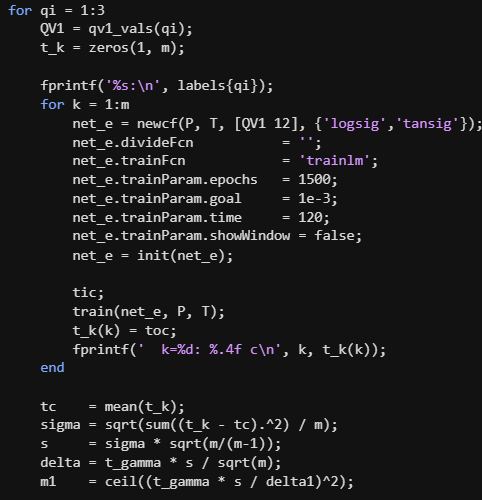 for qi = 1:3
    QV1 = qv1_vals(qi);
    t_k = zeros(1, m);

    fprintf('%s:\n', labels{qi});
    for k = 1:m
        net_e = newcf(P, T, [QV1 12], {'logsig','tansig'});
        net_e.divideFcn          = '';
        net_e.trainFcn           = 'trainlm';
        net_e.trainParam.epochs   = 1500;
        net_e.trainParam.goal     = 1e-3;
        net_e.trainParam.time     = 120;
        net_e.trainParam.showWindow = false;
        net_e = init(net_e);

        tic;
        train(net_e, P, T);
        t_k(k) = toc;
        fprintf('  k=%d: %.4f с\n', k, t_k(k));
    end

    tc    = mean(t_k);
    sigma = sqrt(sum((t_k - tc).^2) / m);
    s     = sigma * sqrt(m/(m-1));
    delta = t_gamma * s / sqrt(m);
    m1    = ceil((t_gamma * s / delta1)^2);